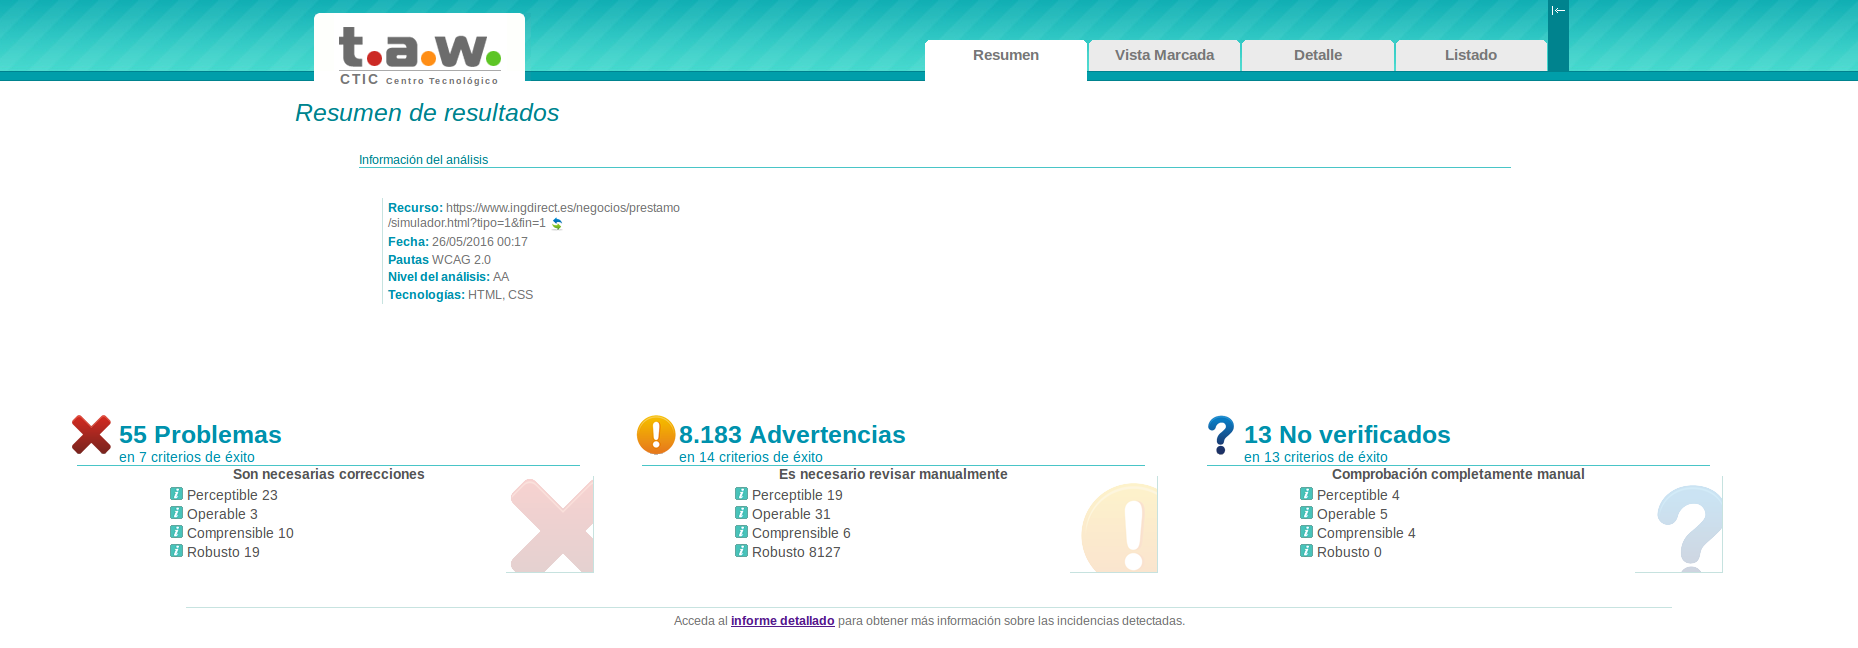 t.a.w.
CTIC Centro Tecnológico
Resumen
Vista Marcada
Detalle
Listado
Resumen de resultados
Información del análisis
Recurso: https://www.ingdirect.es/negocios/prestamo
/simulador.html?tipo=1&fin=1
Fecha: 26/05/2016 00:17
Pautas WCAG 2.0
Nivel del análisis: AA
Tecnologías: HTML, CSS
55 Problemas
en 7 criterios de éxito
Son necesarias correcciones
Perceptible 23
Operable 3
Comprensible 10
Robusto 19
8.183 Advertencias
en 14 criterios de éxito
Es necesario revisar manualmente
Perceptible 19
Operable 31
Comprensible 6
Robusto 8127
13 No verificados
en 13 criterios de éxito
Comprobación completamente manual
Perceptible 4
Operable 5
Comprensible 4
Robusto 0
Acceda al informe detallado para obtener más información sobre las incidencias detectadas.